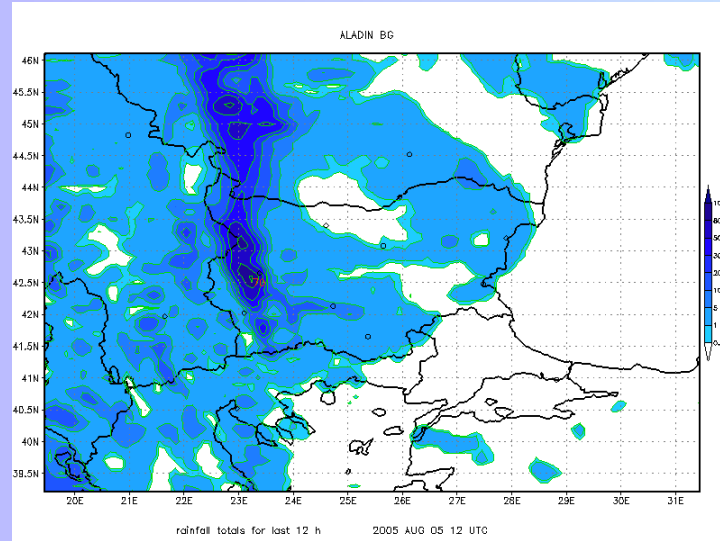 ALADIN BG
46N
45.5N
45N
44.5N
44N
43.5N
43N
42.5N
42N
41.5N
41N
40.5N
40N
39.5N
20E 21E 22E 23E 24E 25E 26E 27E 28E 29E 30E 31E
80
50
30
20
10
5
1
rainfall totals for last 12 h 2005 AUG 05 12 UTC